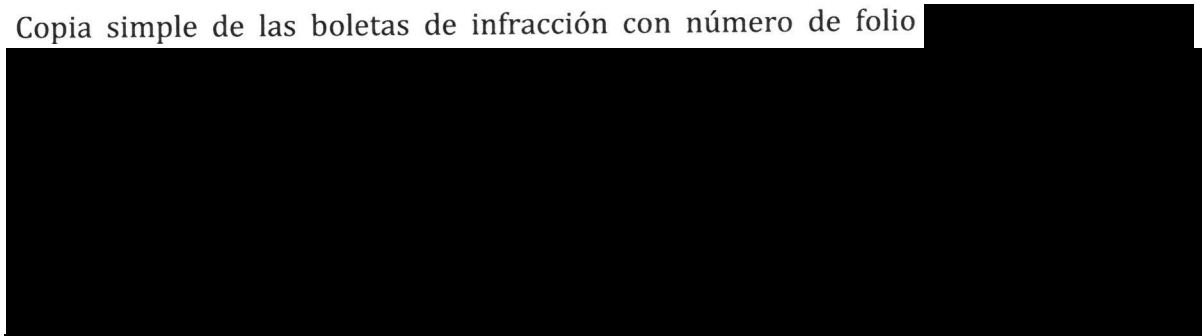 Copia simple de las boletas de infracción con número de folio